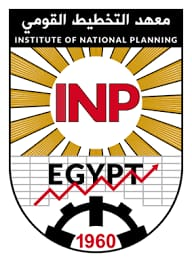 معهد التخطيط القومي
INSTITUTE OF NATIONAL PLANNING
INP
EGYPT
1960